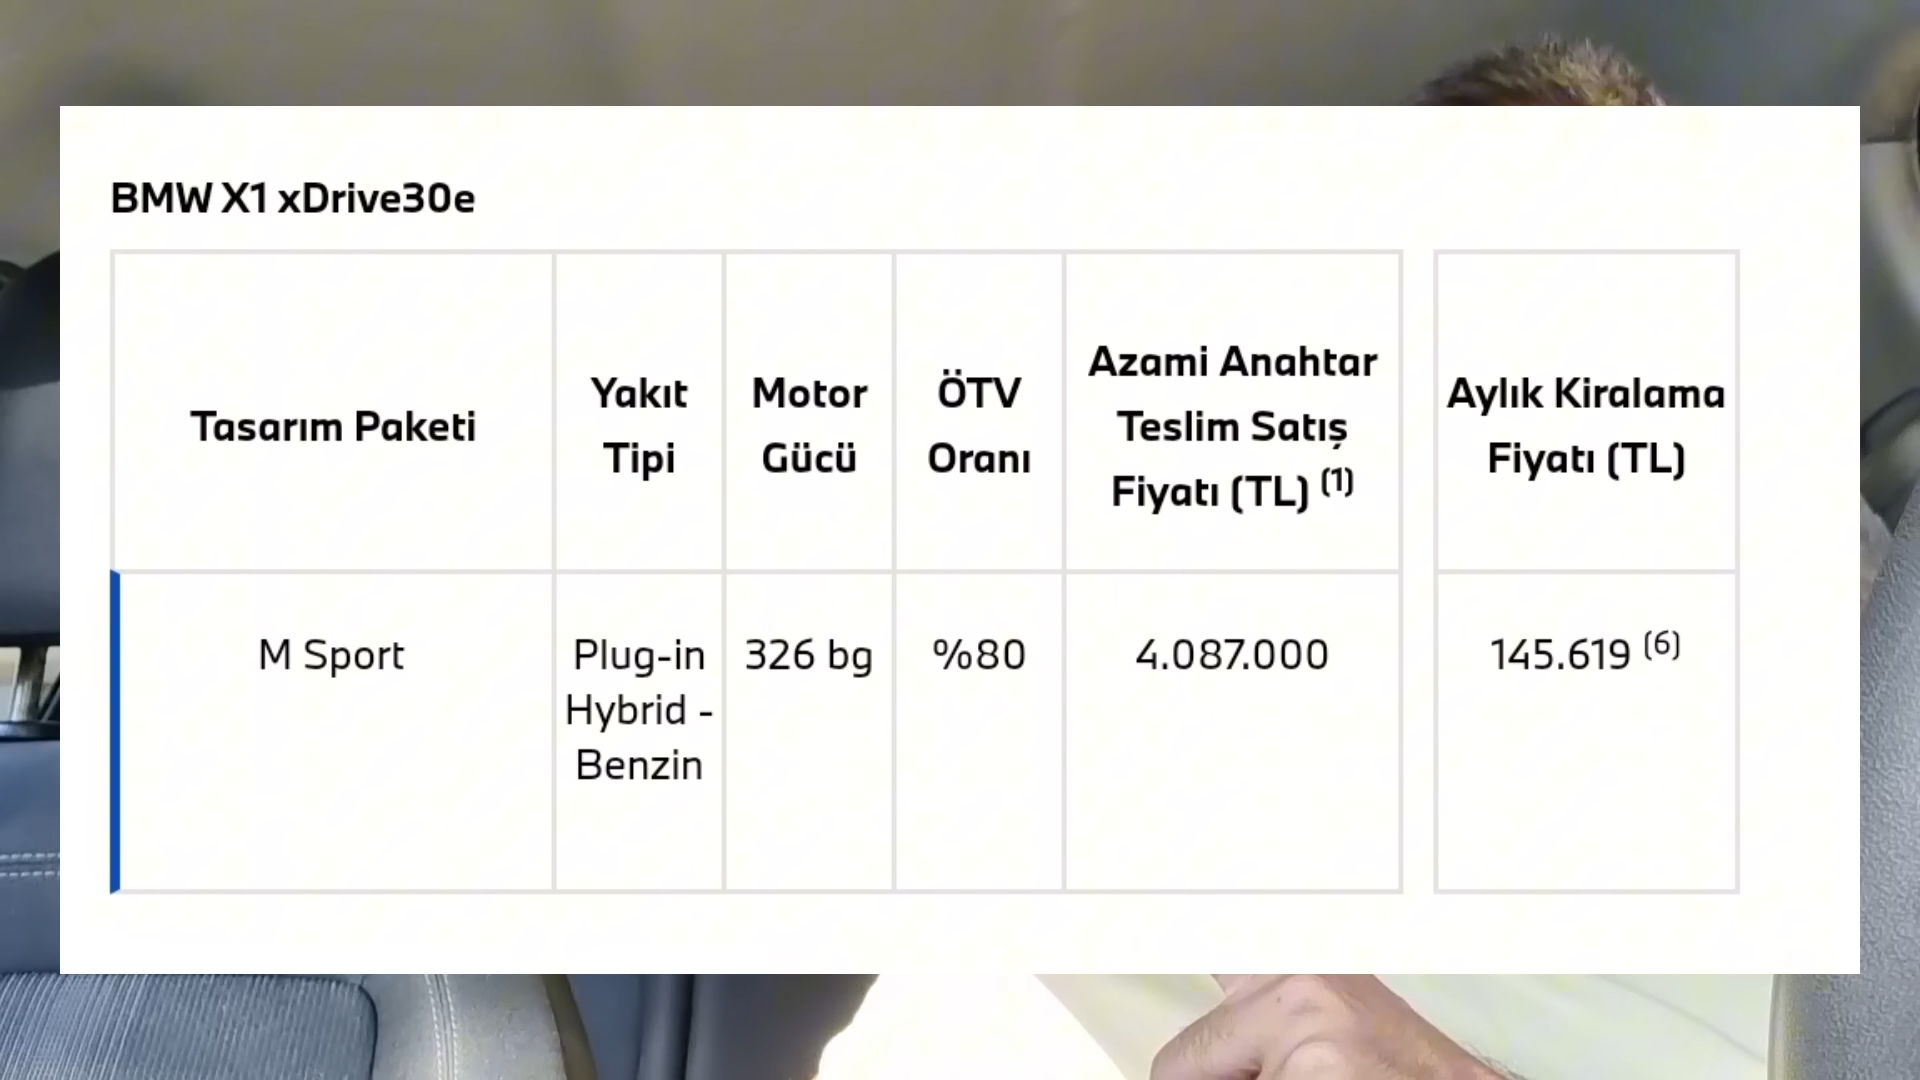 BMW X1 xDrive30e
Tasarım Paketi
Yakıt
Tipi
Motor
Gücü
ÖTV
Oranı
Azami Anahtar
Teslim Satış
Fiyatı (TL) (1)
Aylık Kiralama
Fiyatı (TL)
M Sport
Plug-in
Hybrid -
Benzin
326 bg
%80
4.087.000
145.619 (6)